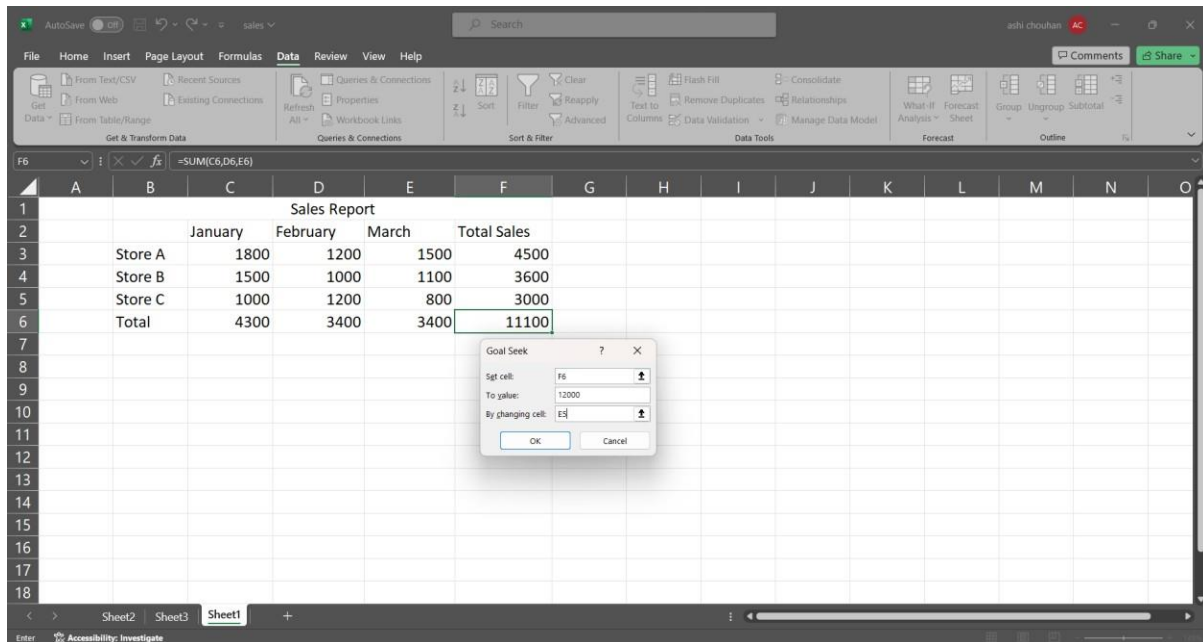 AutoSave Off sales Search ashi chouhan AC
File Home Insert Page Layout Formulas Data Review View Help Comments Share
Get Data
From Text/CSV
From Web
From Table/Range
Recent Sources
Existing Connections
Get & Transform Data
Refresh All
Queries & Connections
Properties
Workbook Links
Queries & Connections
Sort
Filter
Clear
Reapply
Advanced
Sort & Filter
Text to Columns
Flash Fill
Remove Duplicates
Data Validation
Consolidate
Relationships
Manage Data Model
Data Tools
What-If Analysis
Forecast Sheet
Forecast
Group Ungroup Subtotal
Outline
F6 fx =SUM(C6,D6,E6)
A B C D E F G H I J K L M N O
1 Sales Report
2 January February March Total Sales
3 Store A 1800 1200 1500 4500
4 Store B 1500 1000 1100 3600
5 Store C 1000 1200 800 3000
6 Total 4300 3400 3400 11100
7
8
9
10
11
12
13
14
15
16
17
18
Goal Seek ? ×
Set cell: F6
To value: 12000
By changing cell: E5
OK Cancel
Sheet2 Sheet3 Sheet1 +
Enter Accessibility: Investigate